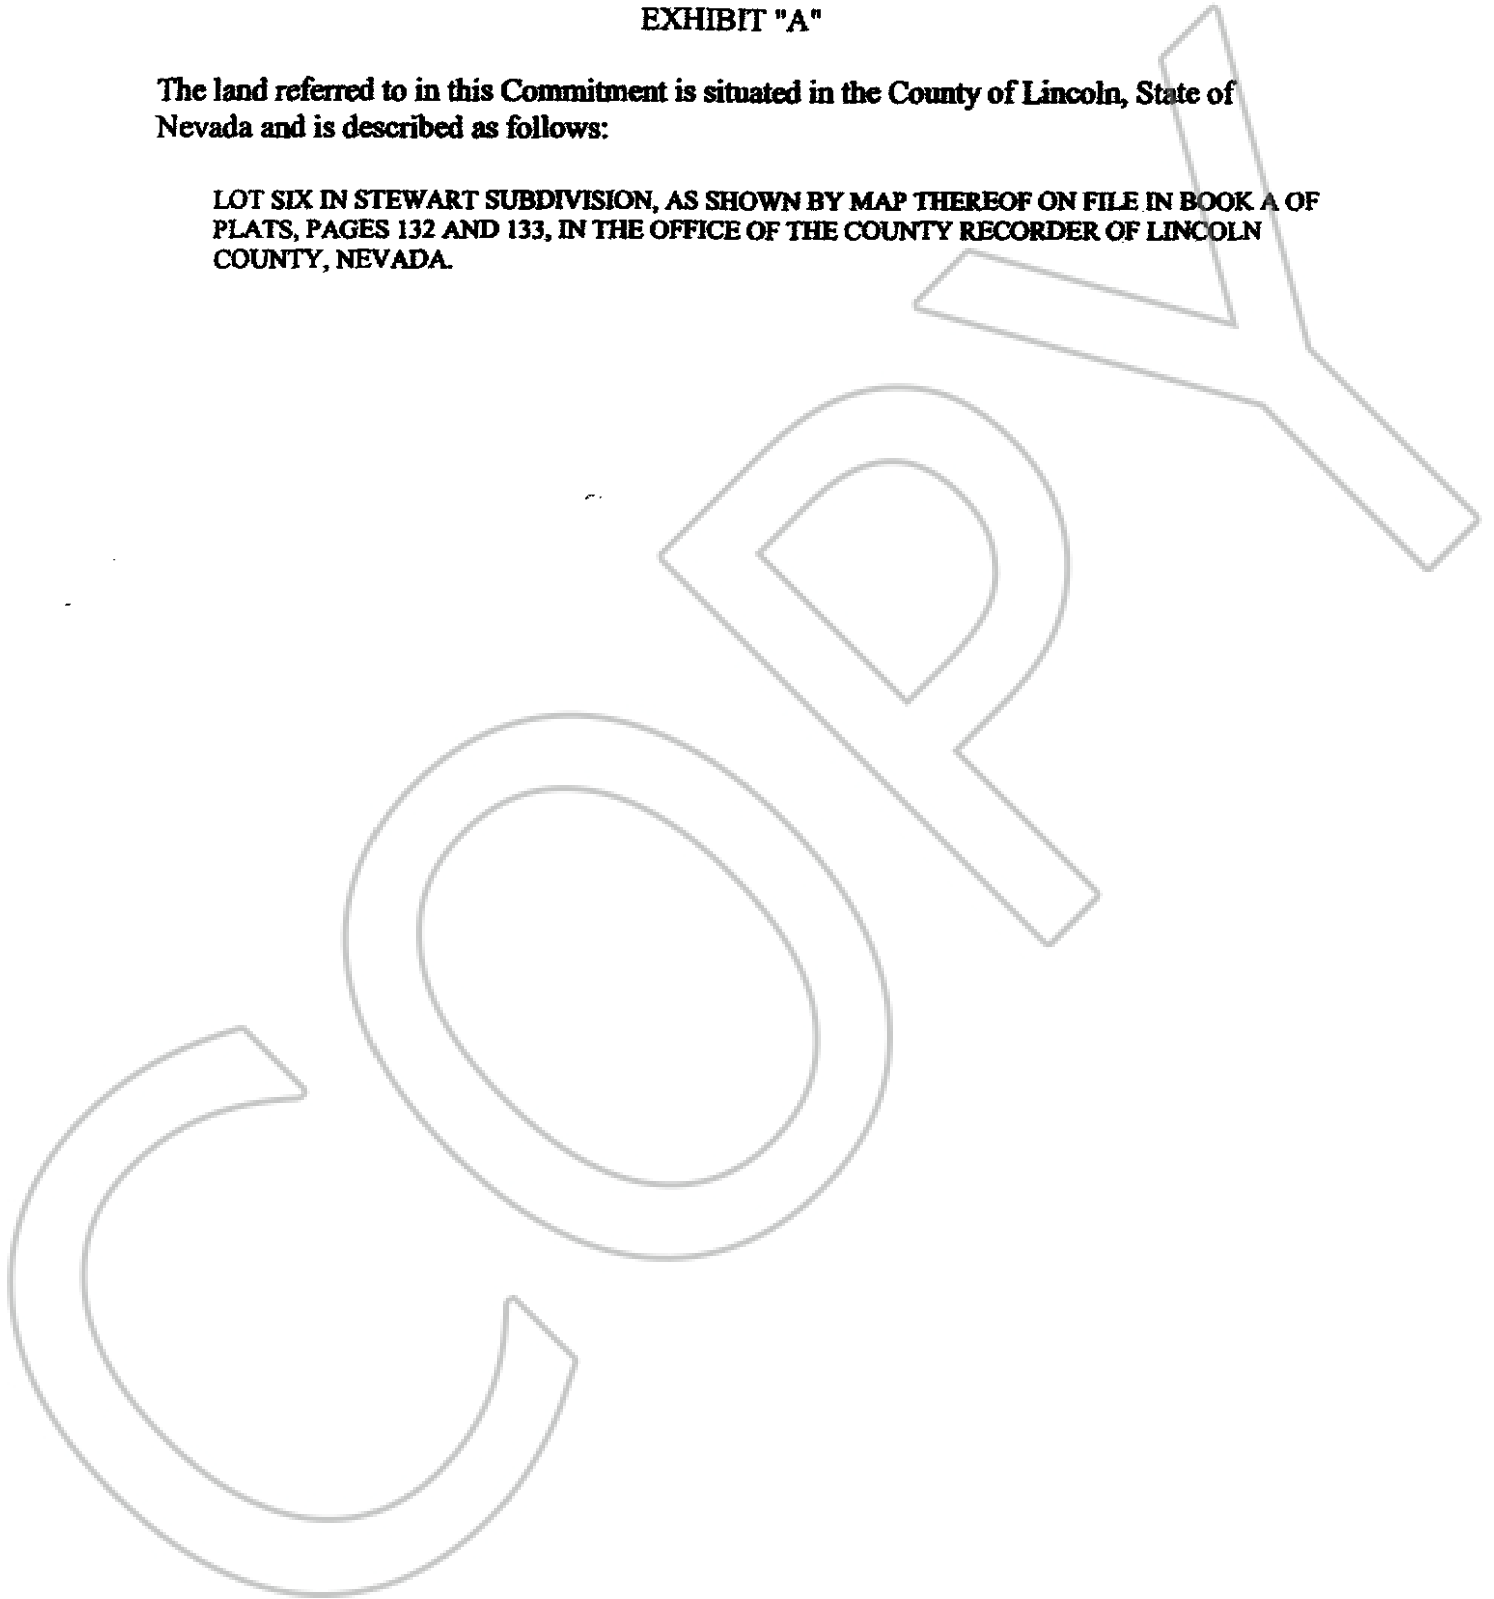 EXHIBIT "A"
The land referred to in this Commitment is situated in the County of Lincoln, State of
Nevada and is described as follows:
LOT SIX IN STEWART SUBDIVISION, AS SHOWN BY MAP THEREOF ON FILE IN BOOK A OF
PLATS, PAGES 132 AND 133, IN THE OFFICE OF THE COUNTY RECORDER OF LINCOLN
COUNTY, NEVADA.
COPY